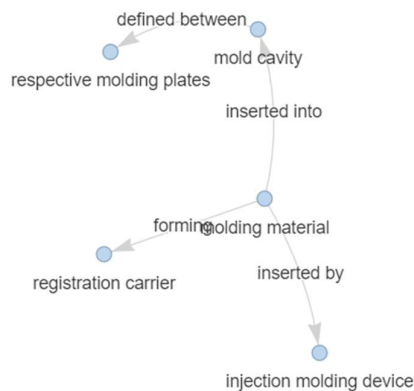 defined between
mold cavity
respective molding plates
inserted into
forming
molding material
inserted by
registration carrier
injection molding device